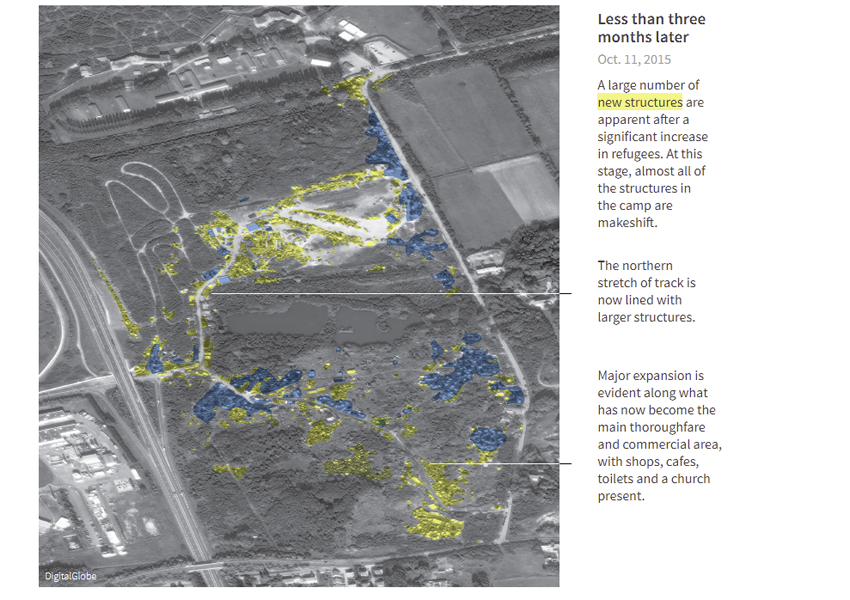 Less than three
months later
Oct. 11, 2015
A large number of
new structures are
apparent after a
significant increase
in refugees. At this
stage, almost all of
the structures in
the camp are
makeshift.
The northern
stretch of track is
now lined with
larger structures.
Major expansion is
evident along what
has now become the
main thoroughfare
and commercial area,
with shops, cafes,
toilets and a church
present.
DigitalGlobe